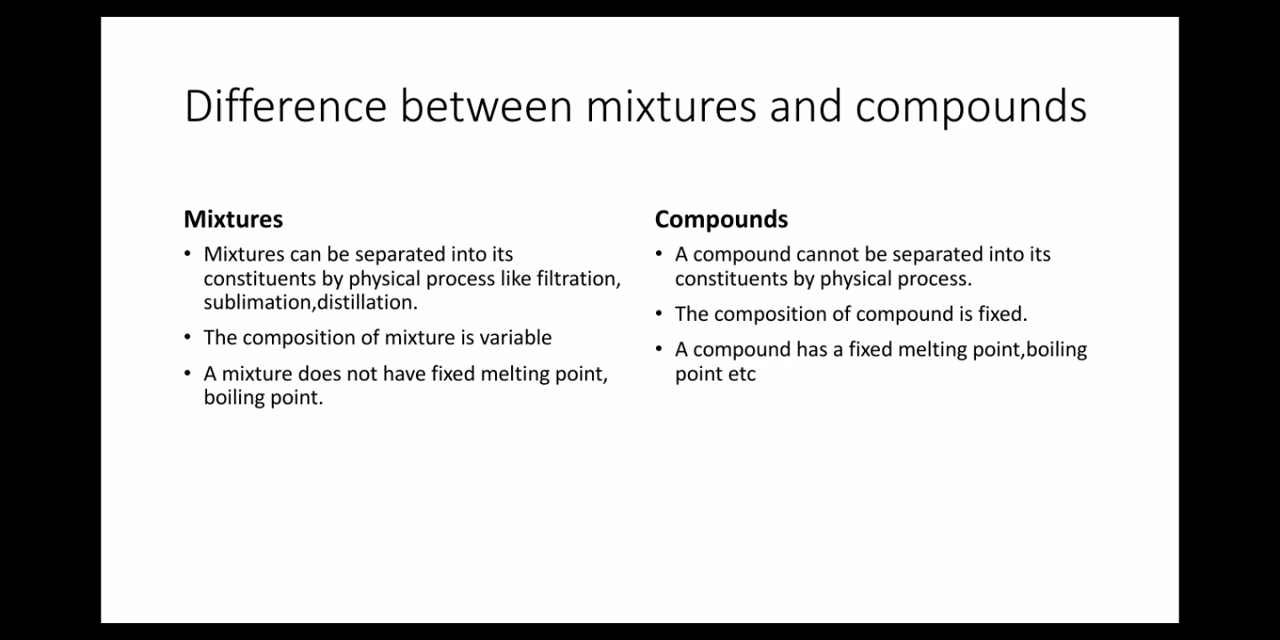 Difference between mixtures and compounds
Mixtures
• Mixtures can be separated into its
constituents by physical process like filtration,
sublimation,distillation.
• The composition of mixture is variable
• A mixture does not have fixed melting point,
boiling point.
Compounds
• A compound cannot be separated into its
constituents by physical process.
• The composition of compound is fixed.
• A compound has a fixed melting point,boiling
point etc